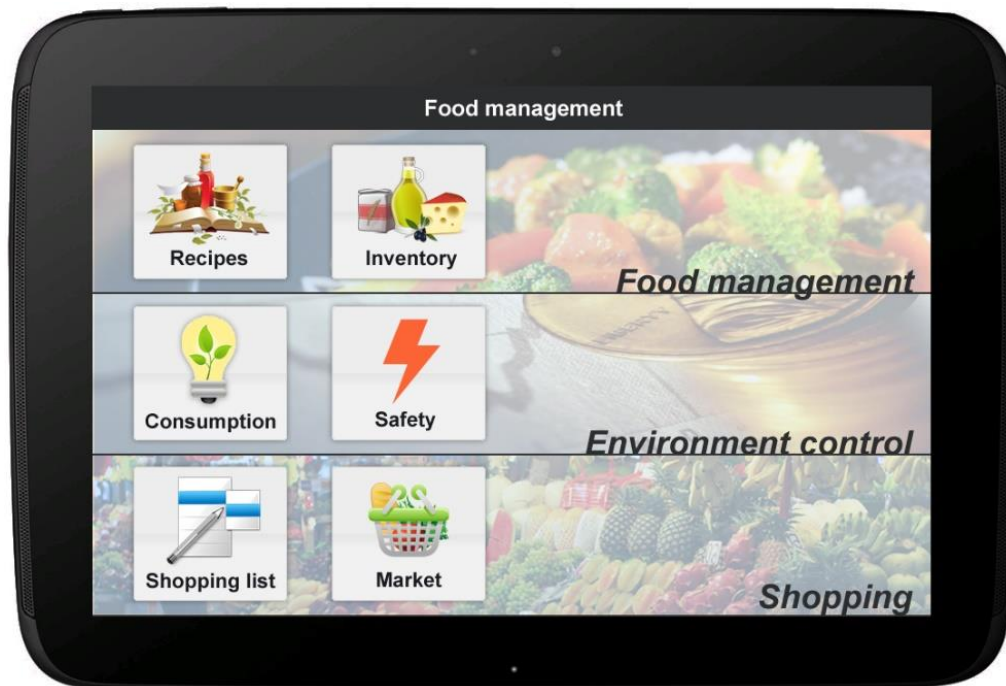 Food management
Recipes
Inventory
Food management
Consumption
Safety
Environment control
Shopping list
Market
Shopping